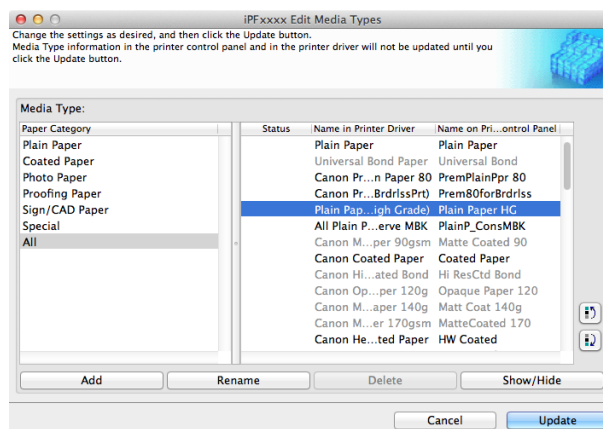 iPFxxxx Edit Media Types
Change the settings as desired, and then click the Update button.
Media Type information in the printer control panel and in the printer driver will not be updated until you
click the Update button.
Media Type:
Paper Category
Plain Paper
Coated Paper
Photo Paper
Proofing Paper
Sign/CAD Paper
Special
All
Status Name in Printer Driver Name on Pri...ontrol Panel
Plain Paper Plain Paper
Universal Bond Paper Universal Bond
Canon Pr...n Paper 80 PremPlainPpr 80
Canon Pr...BrdrlssPrt) Prem80forBrdrlss
Plain Pap...igh Grade) Plain Paper HG
All Plain P...erve MBK PlainP_ConsMBK
Canon M...per 90gsm Matte Coated 90
Canon Coated Paper Coated Paper
Canon Hi...ated Bond Hi ResCtd Bond
Canon Op...per 120g Opaque Paper 120
Canon M...aper 140g Matt Coat 140g
Canon M...er 170gsm MatteCoated 170
Canon He...ted Paper HW Coated
Add Rename Delete Show/Hide
Cancel Update